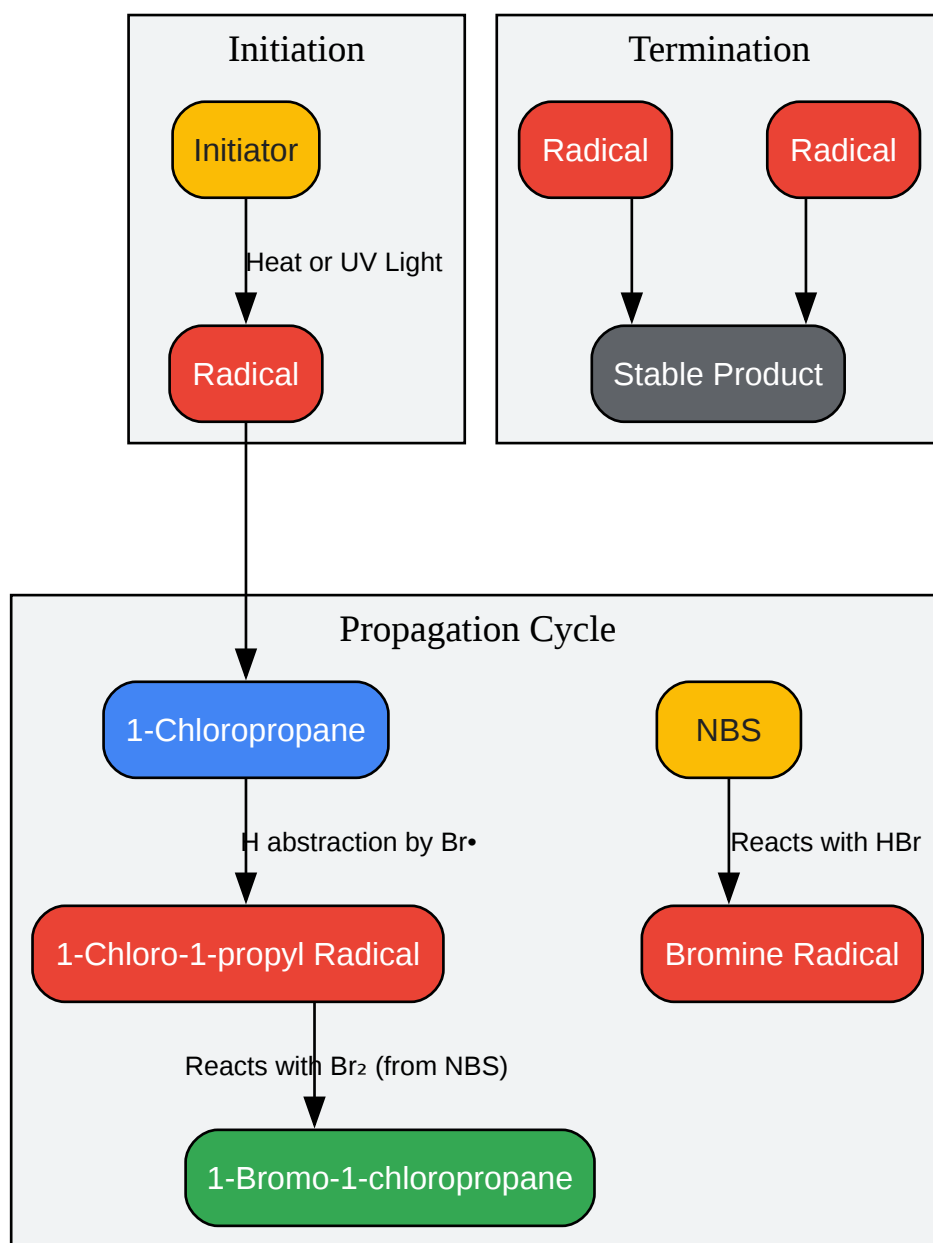 Initiation
Initiator
Heat or UV Light
Radical
Termination
Radical
Radical
Stable Product
Propagation Cycle
1-Chloropropane
H abstraction by Br•
1-Chloro-1-propyl Radical
Reacts with Br₂ (from NBS)
1-Bromo-1-chloropropane
NBS
Reacts with HBr
Bromine Radical